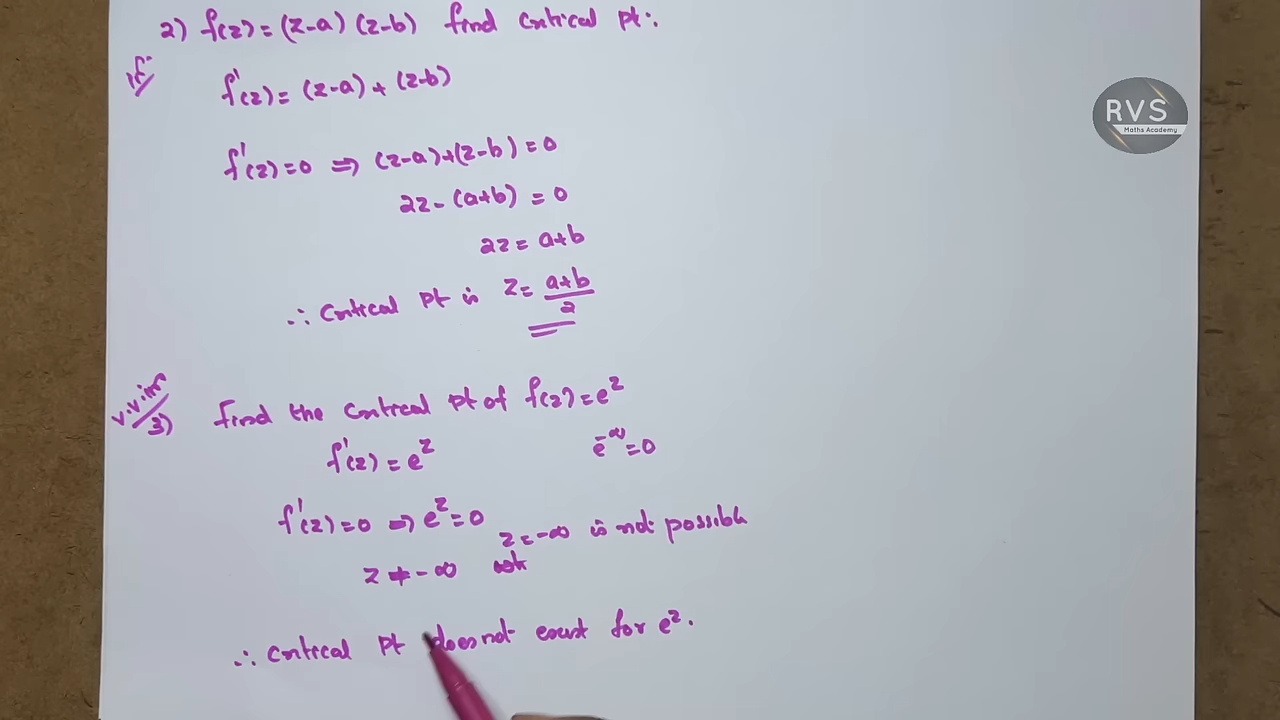 2) f(z) = (z-a) (z-b) find critical pt:
f'(z) = (z-a) + (z-b)
f'(z) = 0 ⇒ (z-a)+(z-b) = 0
2z - (a+b) = 0
2z = a+b
∴ critical pt is z = a+b/2
v.v.imp
3) Find the critical pt of f(z) = e^z
f'(z) = e^z e^-∞ = 0
f'(z) = 0 ⇒ e^z = 0
z = -∞ is not possible
z ≠ -∞
∴ critical pt does not exist for e^z.
RVS
Maths Academy